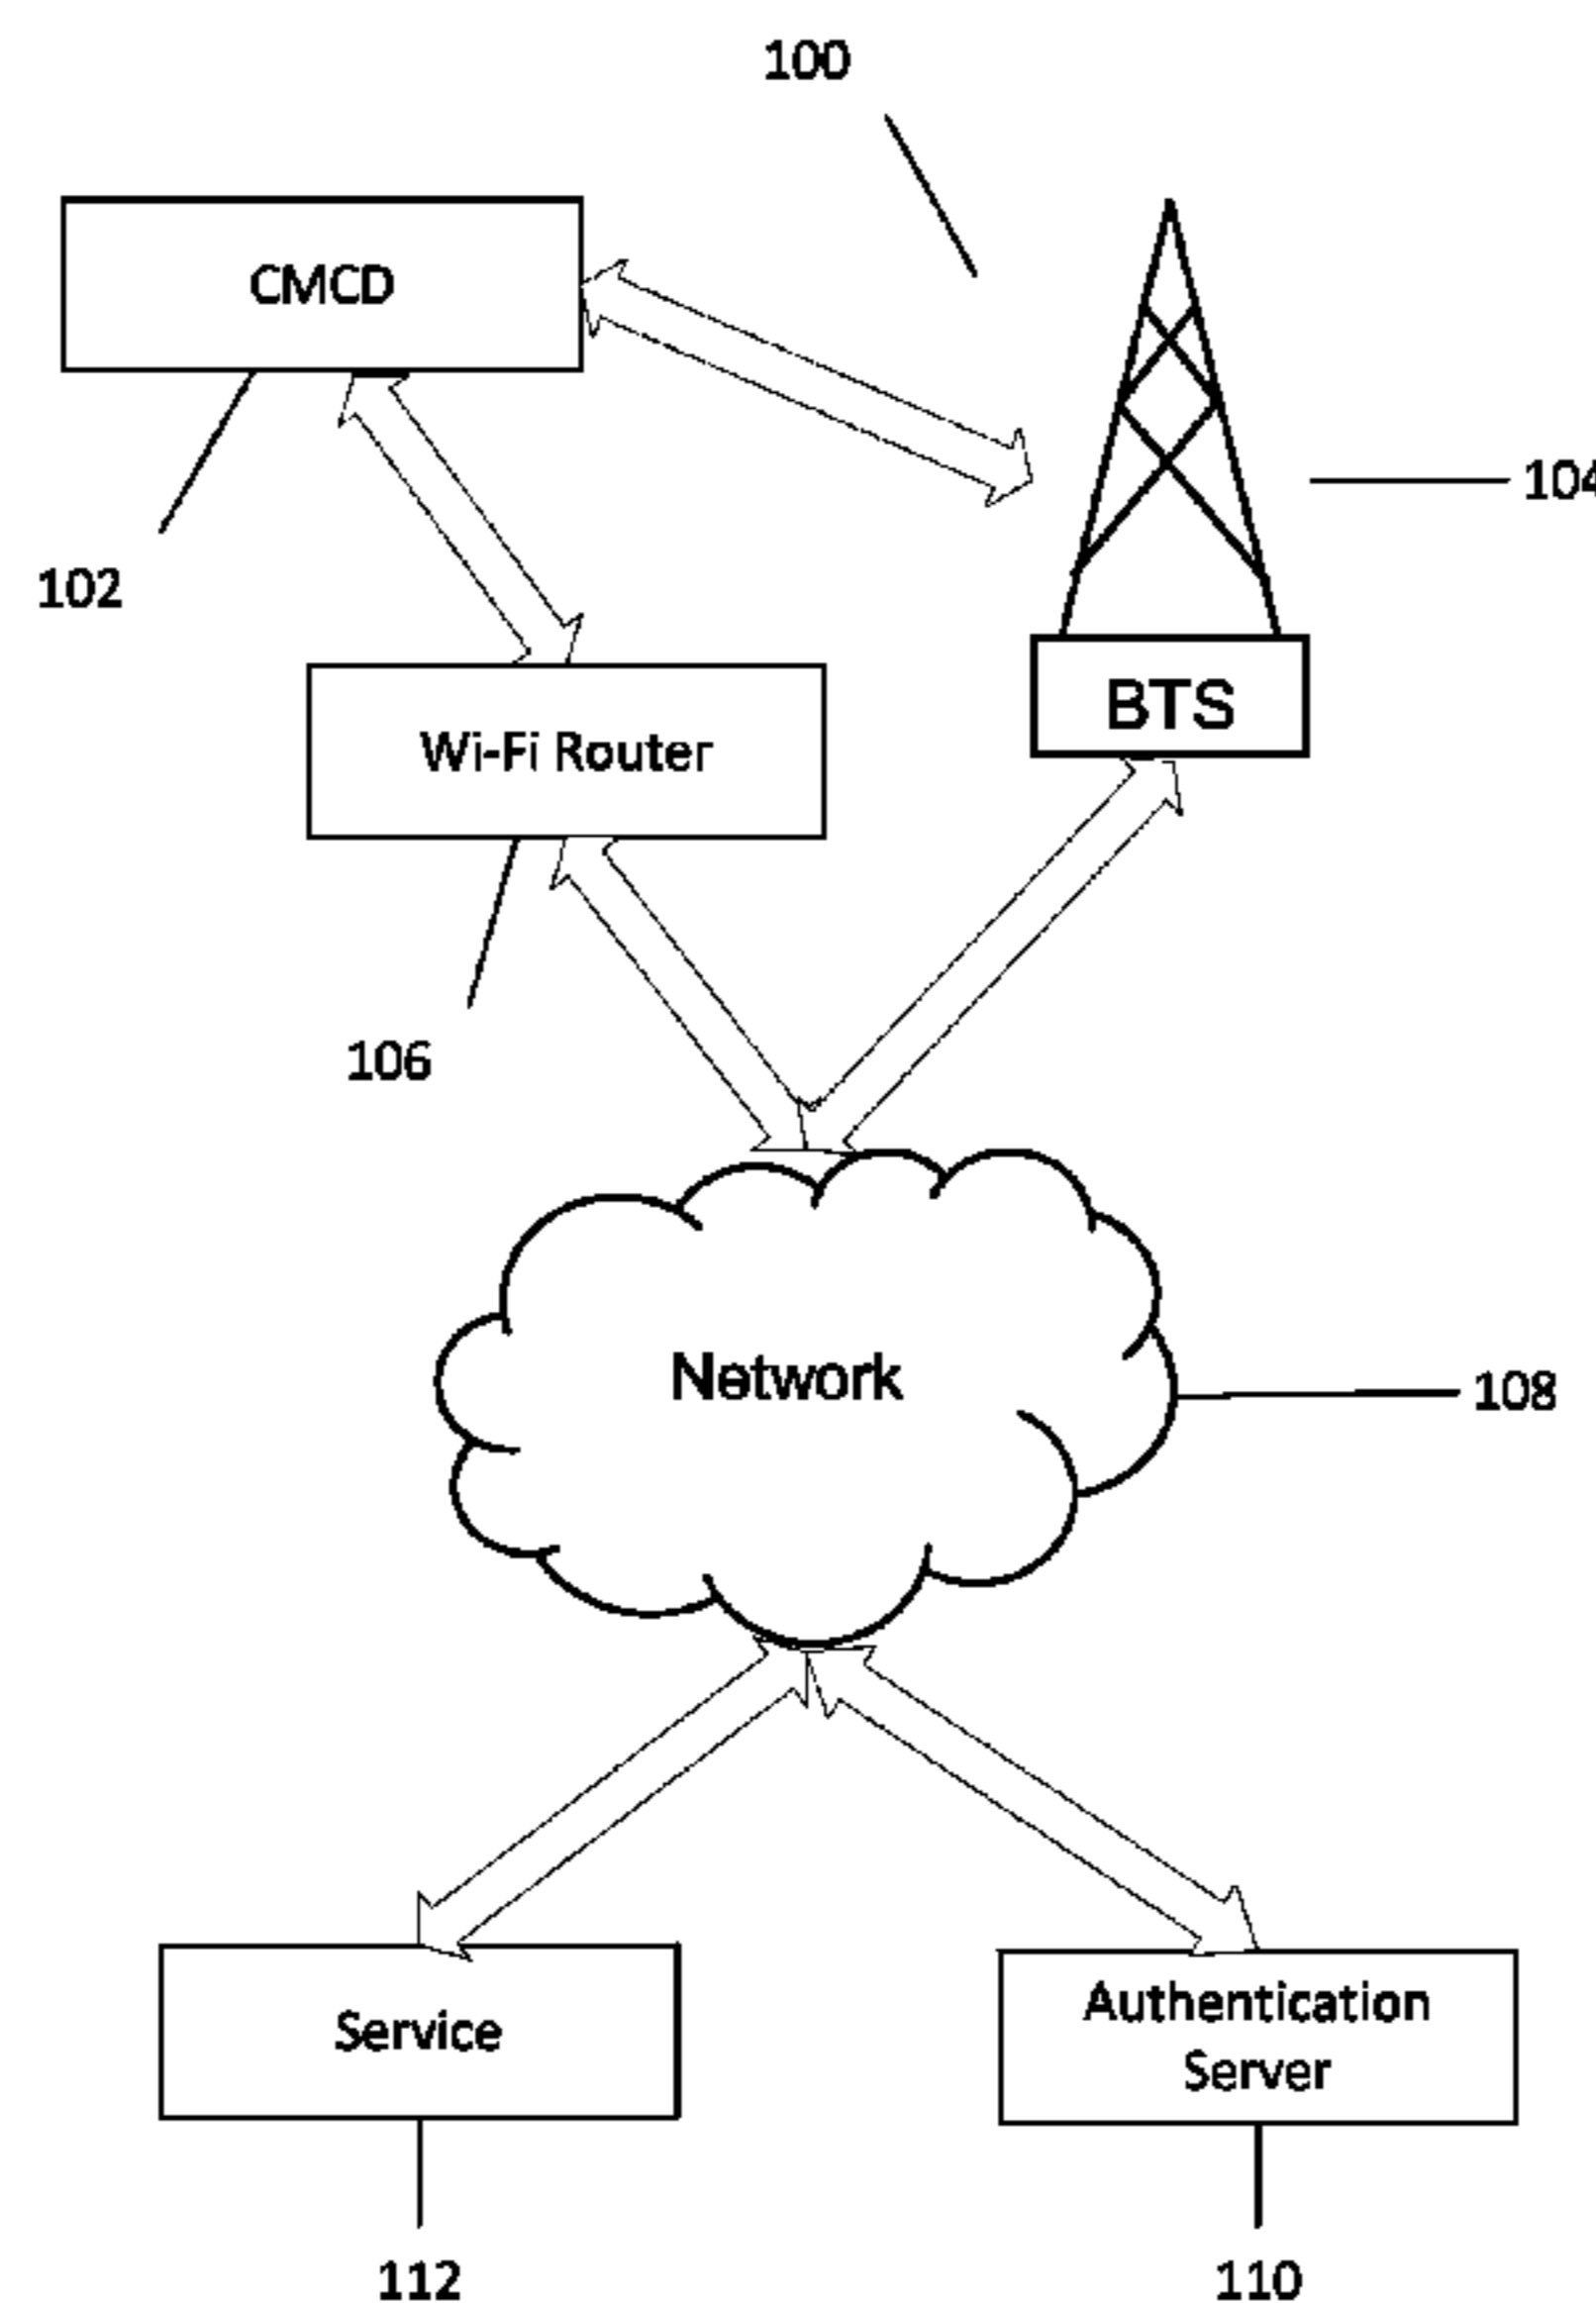 100
CMCD
104
102
BTS
Wi-Fi Router
106
Network
108
Service
Authentication
Server
112
110